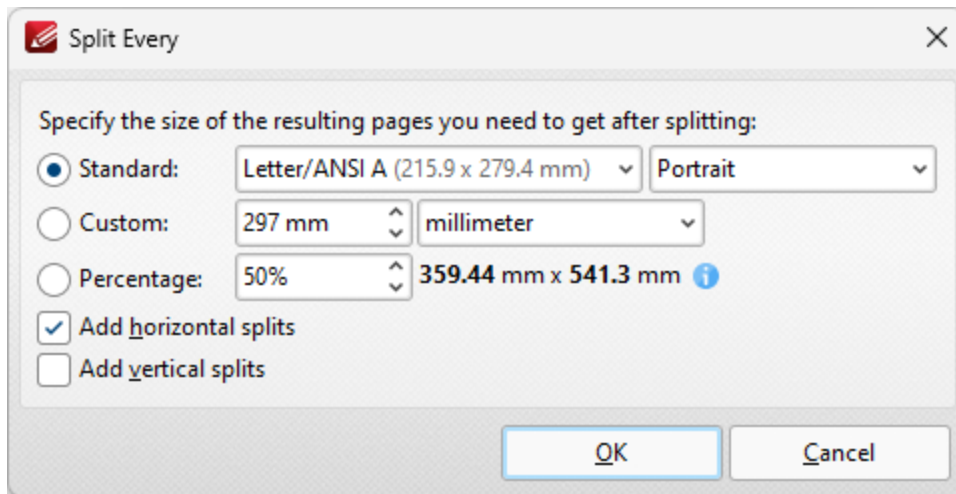 Split Every
Specify the size of the resulting pages you need to get after splitting:
Standard: Letter/ANSI A (215.9 x 279.4 mm) Portrait
Custom: 297 mm millimeter
Percentage: 50% 359.44 mm x 541.3 mm
Add horizontal splits
Add vertical splits
OK Cancel